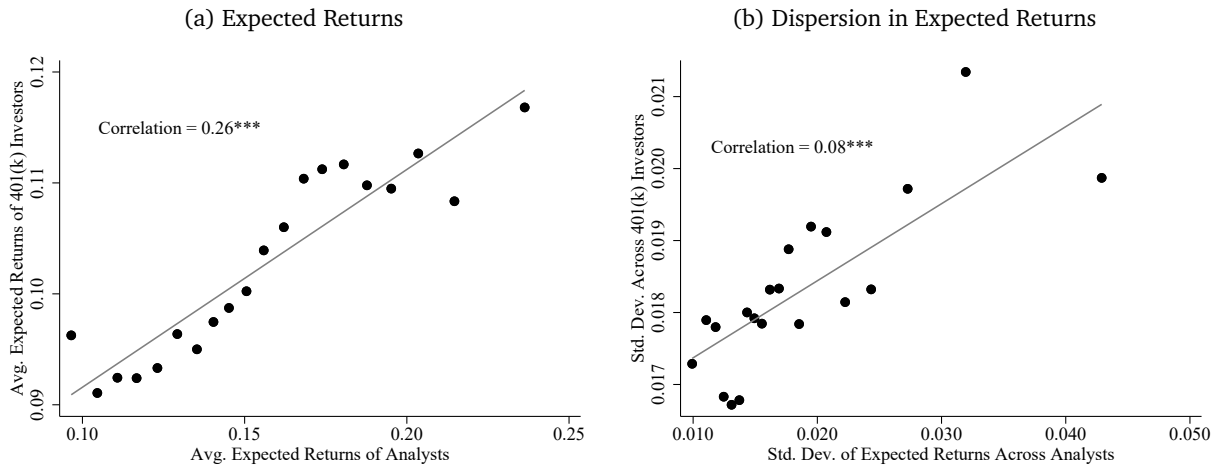 (a) Expected Returns
Avg. Expected Returns of 401(k) Investors
0.12
0.11
0.10
0.09
Correlation = 0.26***
0.10
0.15
0.20
0.25
Avg. Expected Returns of Analysts
(b) Dispersion in Expected Returns
Std. Dev. Across 401(k) Investors
0.021
0.020
0.019
0.018
0.017
Correlation = 0.08***
0.010
0.020
0.030
0.040
0.050
Std. Dev. of Expected Returns Across Analysts